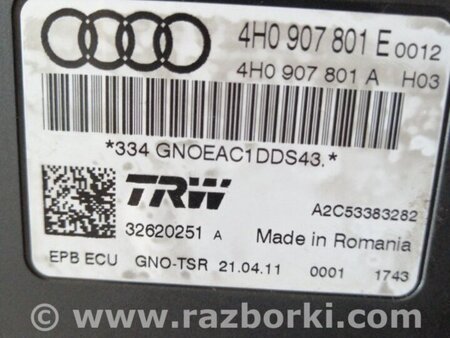 4H0 907 801 E 0012
4H0 907 801 A H03
*334 GNOEAC1DDS43.*
TRW
32620251 A
A2C53383282
Made in Romania
EPB ECU GNO-TSR 21.04.11 0001 1743
© www.razborki.com